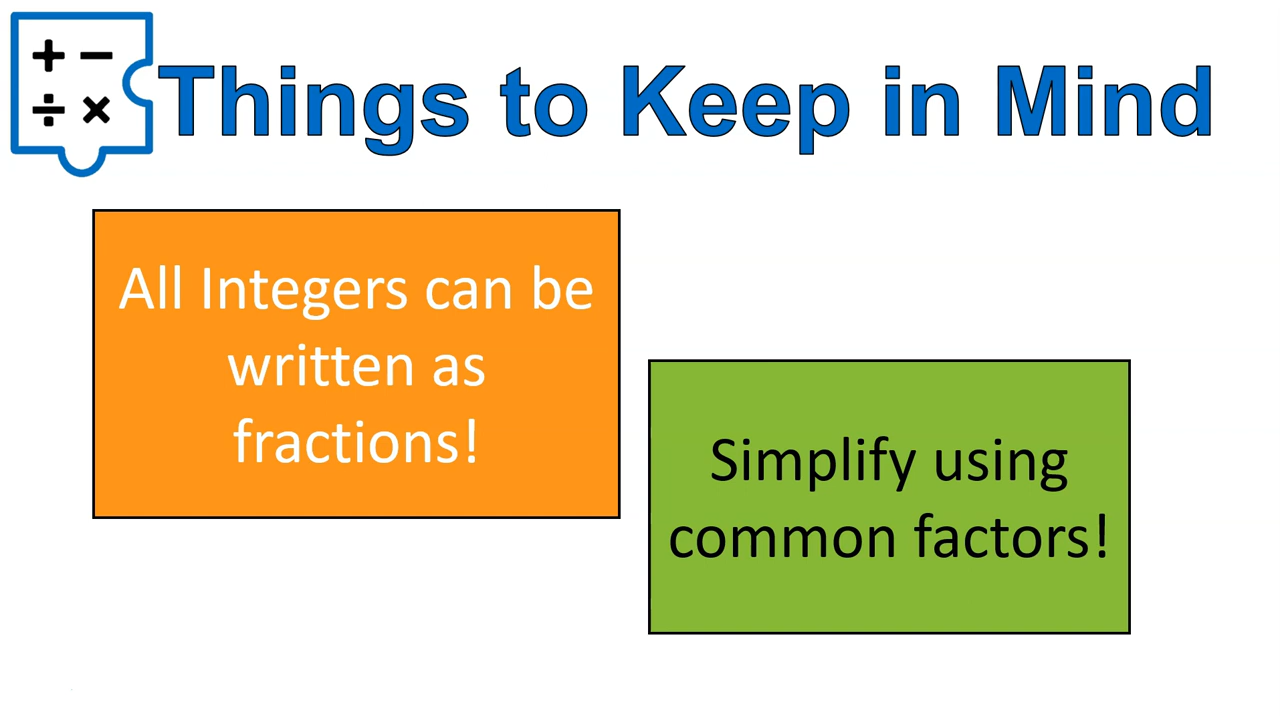 + −
÷ ×
Things to Keep in Mind
All Integers can be
written as
fractions!
Simplify using
common factors!